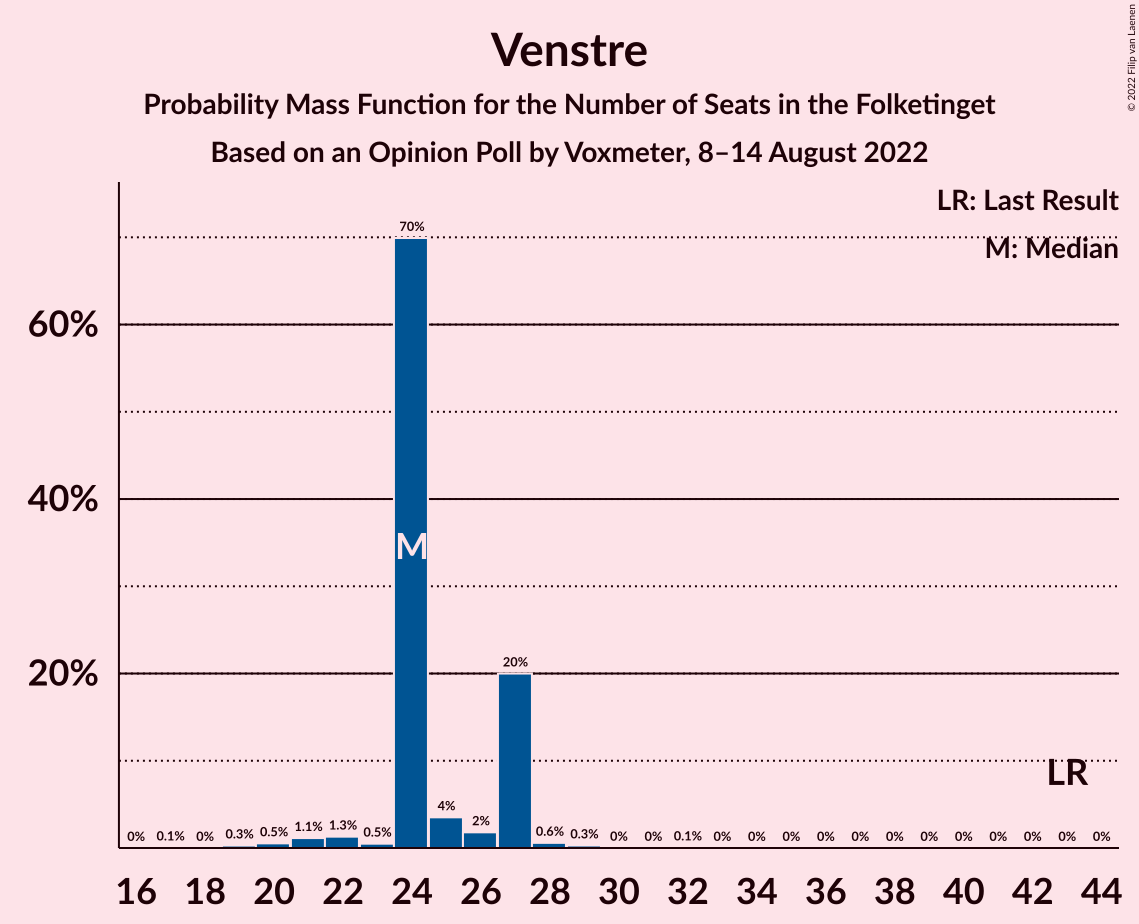 Venstre
Probability Mass Function for the Number of Seats in the Folketinget
Based on an Opinion Poll by Voxmeter, 8–14 August 2022
© 2022 Filip van Laenen
LR: Last Result
M: Median
70%
60%
40%
M
20%
20%
LR
0% 0.1% 0% 0.3% 0.5% 1.1% 1.3% 0.5% 4% 2% 0.6% 0.3% 0% 0% 0.1% 0% 0% 0% 0% 0% 0% 0% 0% 0% 0% 0% 0%
16 18 20 22 24 26 28 30 32 34 36 38 40 42 44